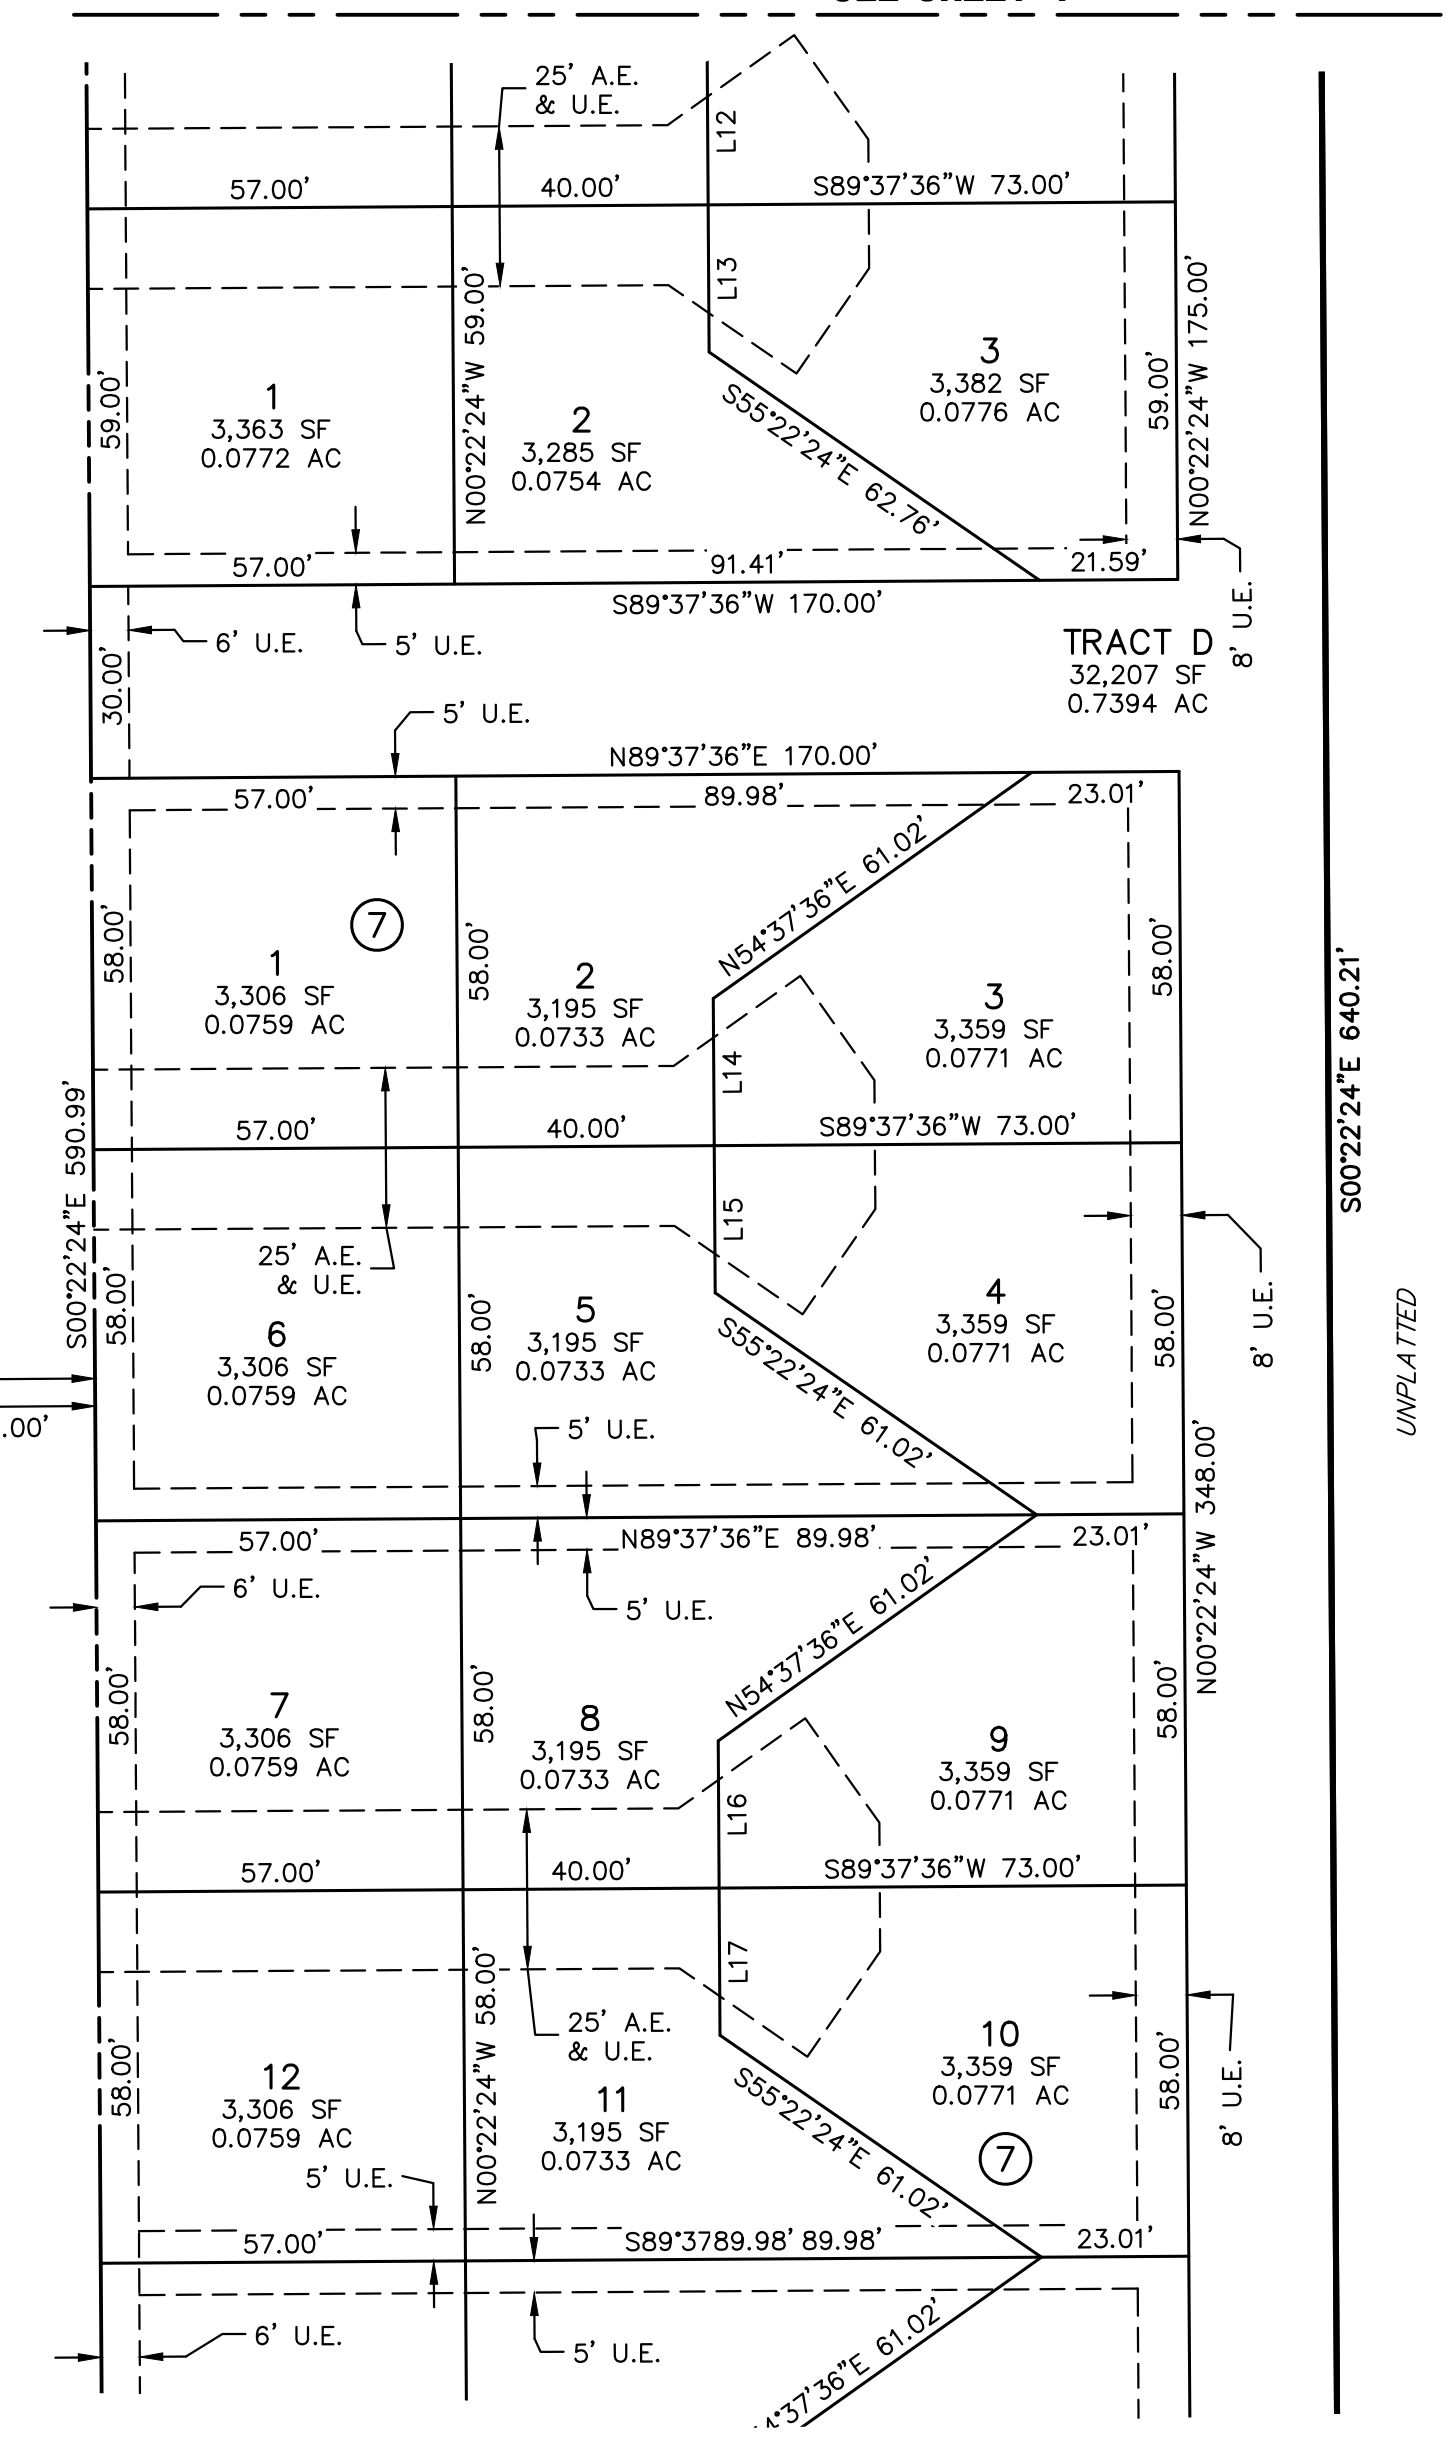 25' A.E.
& U.E.
L12
57.00'
40.00'
S89°37'36"W 73.00'
L13
N00°22'24"W 59.00'
N00°22'24"W 175.00'
59.00'
59.00'
1
3,363 SF
0.0772 AC
2
3,285 SF
0.0754 AC
3
3,382 SF
0.0776 AC
S55°22'24"E 62.76'
57.00'
91.41'
21.59'
S89°37'36"W 170.00'
6' U.E.
5' U.E.
8' U.E.
TRACT D
32,207 SF
0.7394 AC
30.00'
5' U.E.
N89°37'36"E 170.00'
57.00'
89.98'
23.01'
N54°37'36"E 61.02'
7
58.00'
58.00'
58.00'
1
3,306 SF
0.0759 AC
2
3,195 SF
0.0733 AC
3
3,359 SF
0.0771 AC
S00°22'24"E 640.21'
L14
57.00'
40.00'
S89°37'36"W 73.00'
S00°22'24"E 590.99'
L15
25' A.E.
& U.E.
58.00'
58.00'
58.00'
6
3,306 SF
0.0759 AC
5
3,195 SF
0.0733 AC
4
3,359 SF
0.0771 AC
8' U.E.
UNPLATTED
S55°22'24"E 61.02'
.00'
5' U.E.
N00°22'24"W 348.00'
57.00'
N89°37'36"E 89.98'
23.01'
6' U.E.
5' U.E.
N54°37'36"E 61.02'
58.00'
58.00'
58.00'
7
3,306 SF
0.0759 AC
8
3,195 SF
0.0733 AC
9
3,359 SF
0.0771 AC
L16
57.00'
40.00'
S89°37'36"W 73.00'
L17
N00°22'24"W 58.00'
25' A.E.
& U.E.
58.00'
58.00'
12
3,306 SF
0.0759 AC
11
3,195 SF
0.0733 AC
10
3,359 SF
0.0771 AC
7
8' U.E.
S55°22'24"E 61.02'
5' U.E.
57.00'
S89°3789.98' 89.98'
23.01'
6' U.E.
5' U.E.
4°37'36"E 61.02'